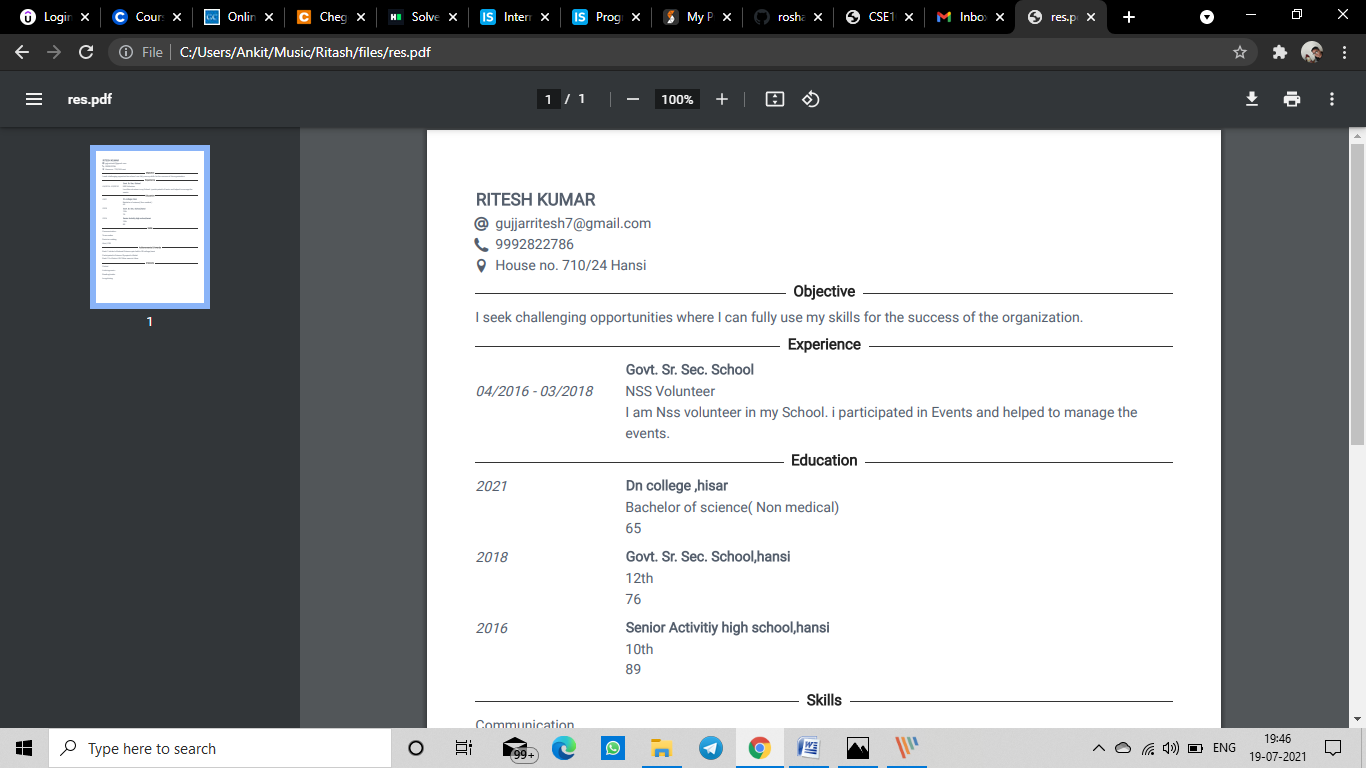 Login
Cours
Onlin
Cheg
Solve
Intern
Progr
My P
rosha
CSE1
Inbox
res.p
File
C:/Users/Ankit/Music/Ritash/files/res.pdf
res.pdf
1 / 1
100%
1
RITESH KUMAR
gujjarritesh7@gmail.com
9992822786
House no. 710/24 Hansi
Objective
I seek challenging opportunities where I can fully use my skills for the success of the organization.
Experience
Govt. Sr. Sec. School
04/2016 - 03/2018 NSS Volunteer
I am Nss volunteer in my School. i participated in Events and helped to manage the
events.
Education
2021 Dn college ,hisar
Bachelor of science( Non medical)
65
2018 Govt. Sr. Sec. School,hansi
12th
76
2016 Senior Activitiy high school,hansi
10th
89
Skills
Communication
Type here to search
99+
ENG
19:46
19-07-2021